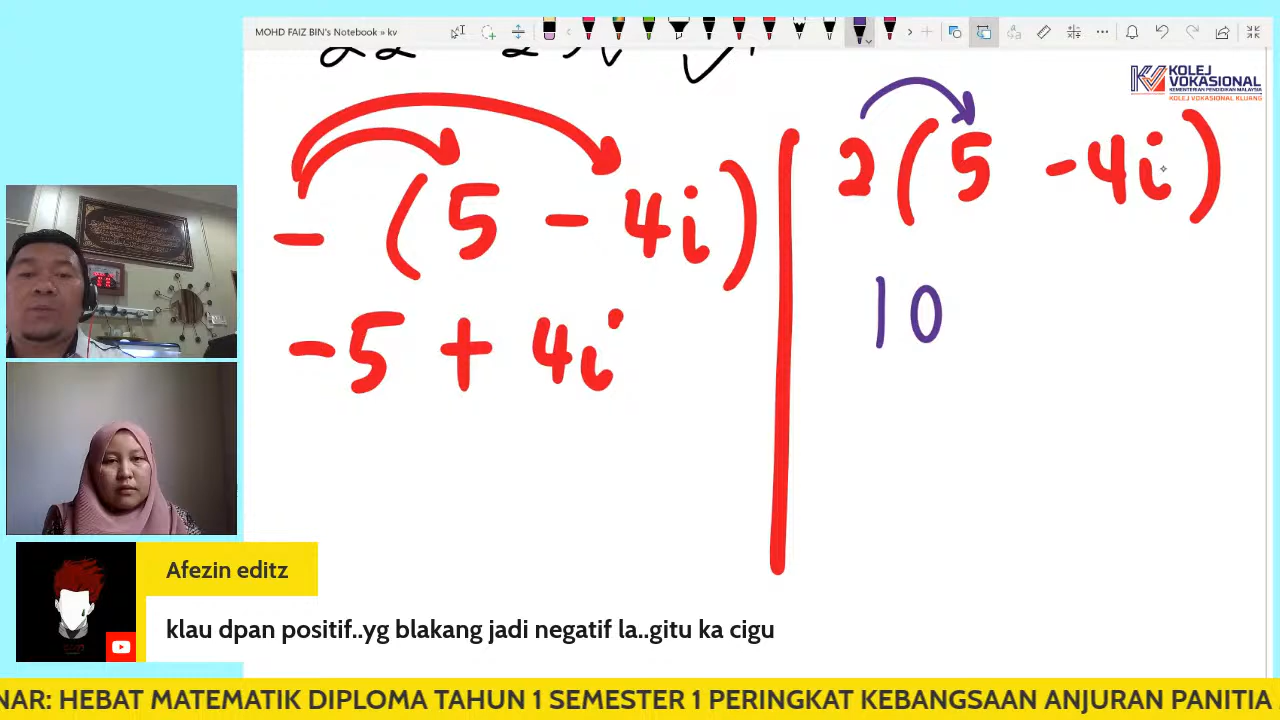 MOHD FAIZ BIN's Notebook » kv
KOLEJ
VOKASIONAL
KEMENTERIAN PENDIDIKAN MALAYSIA
KOLEJ VOKASIONAL KLUANG
- (5 - 4i)
-5 + 4i
2 (5 - 4i)
10
Afezin editz
klau dpan positif..yg blakang jadi negatif la..gitu ka cigu
NAR: HEBAT MATEMATIK DIPLOMA TAHUN 1 SEMESTER 1 PERINGKAT KEBANGSAAN ANJURAN PANITIA